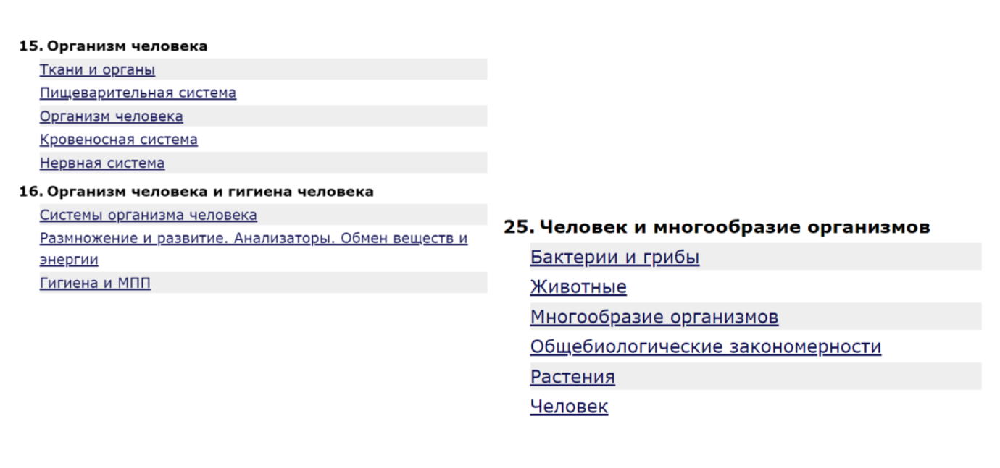 15. Организм человека
Ткани и органы
Пищеварительная система
Организм человека
Кровеносная система
Нервная система
16. Организм человека и гигиена человека
Системы организма человека
Размножение и развитие. Анализаторы. Обмен веществ и
энергии
Гигиена и МПП
25. Человек и многообразие организмов
Бактерии и грибы
Животные
Многообразие организмов
Общебиологические закономерности
Растения
Человек